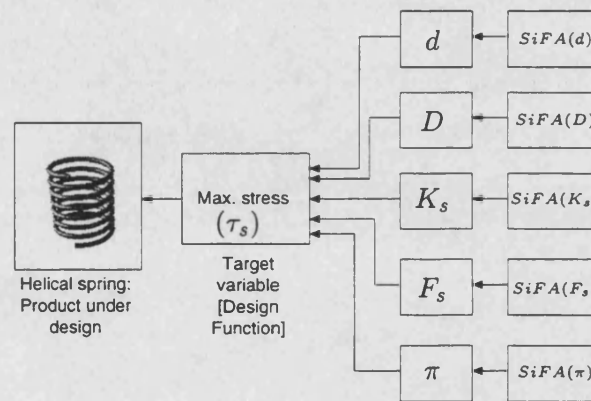 d
SiFA(d)
D
SiFA(D)
Max. stress
(τₛ)
Kₛ
SiFA(Kₛ
Helical spring:
Product under
design
Target
variable
[Design
Function]
Fₛ
SiFA(Fₛ
π
SiFA(π)